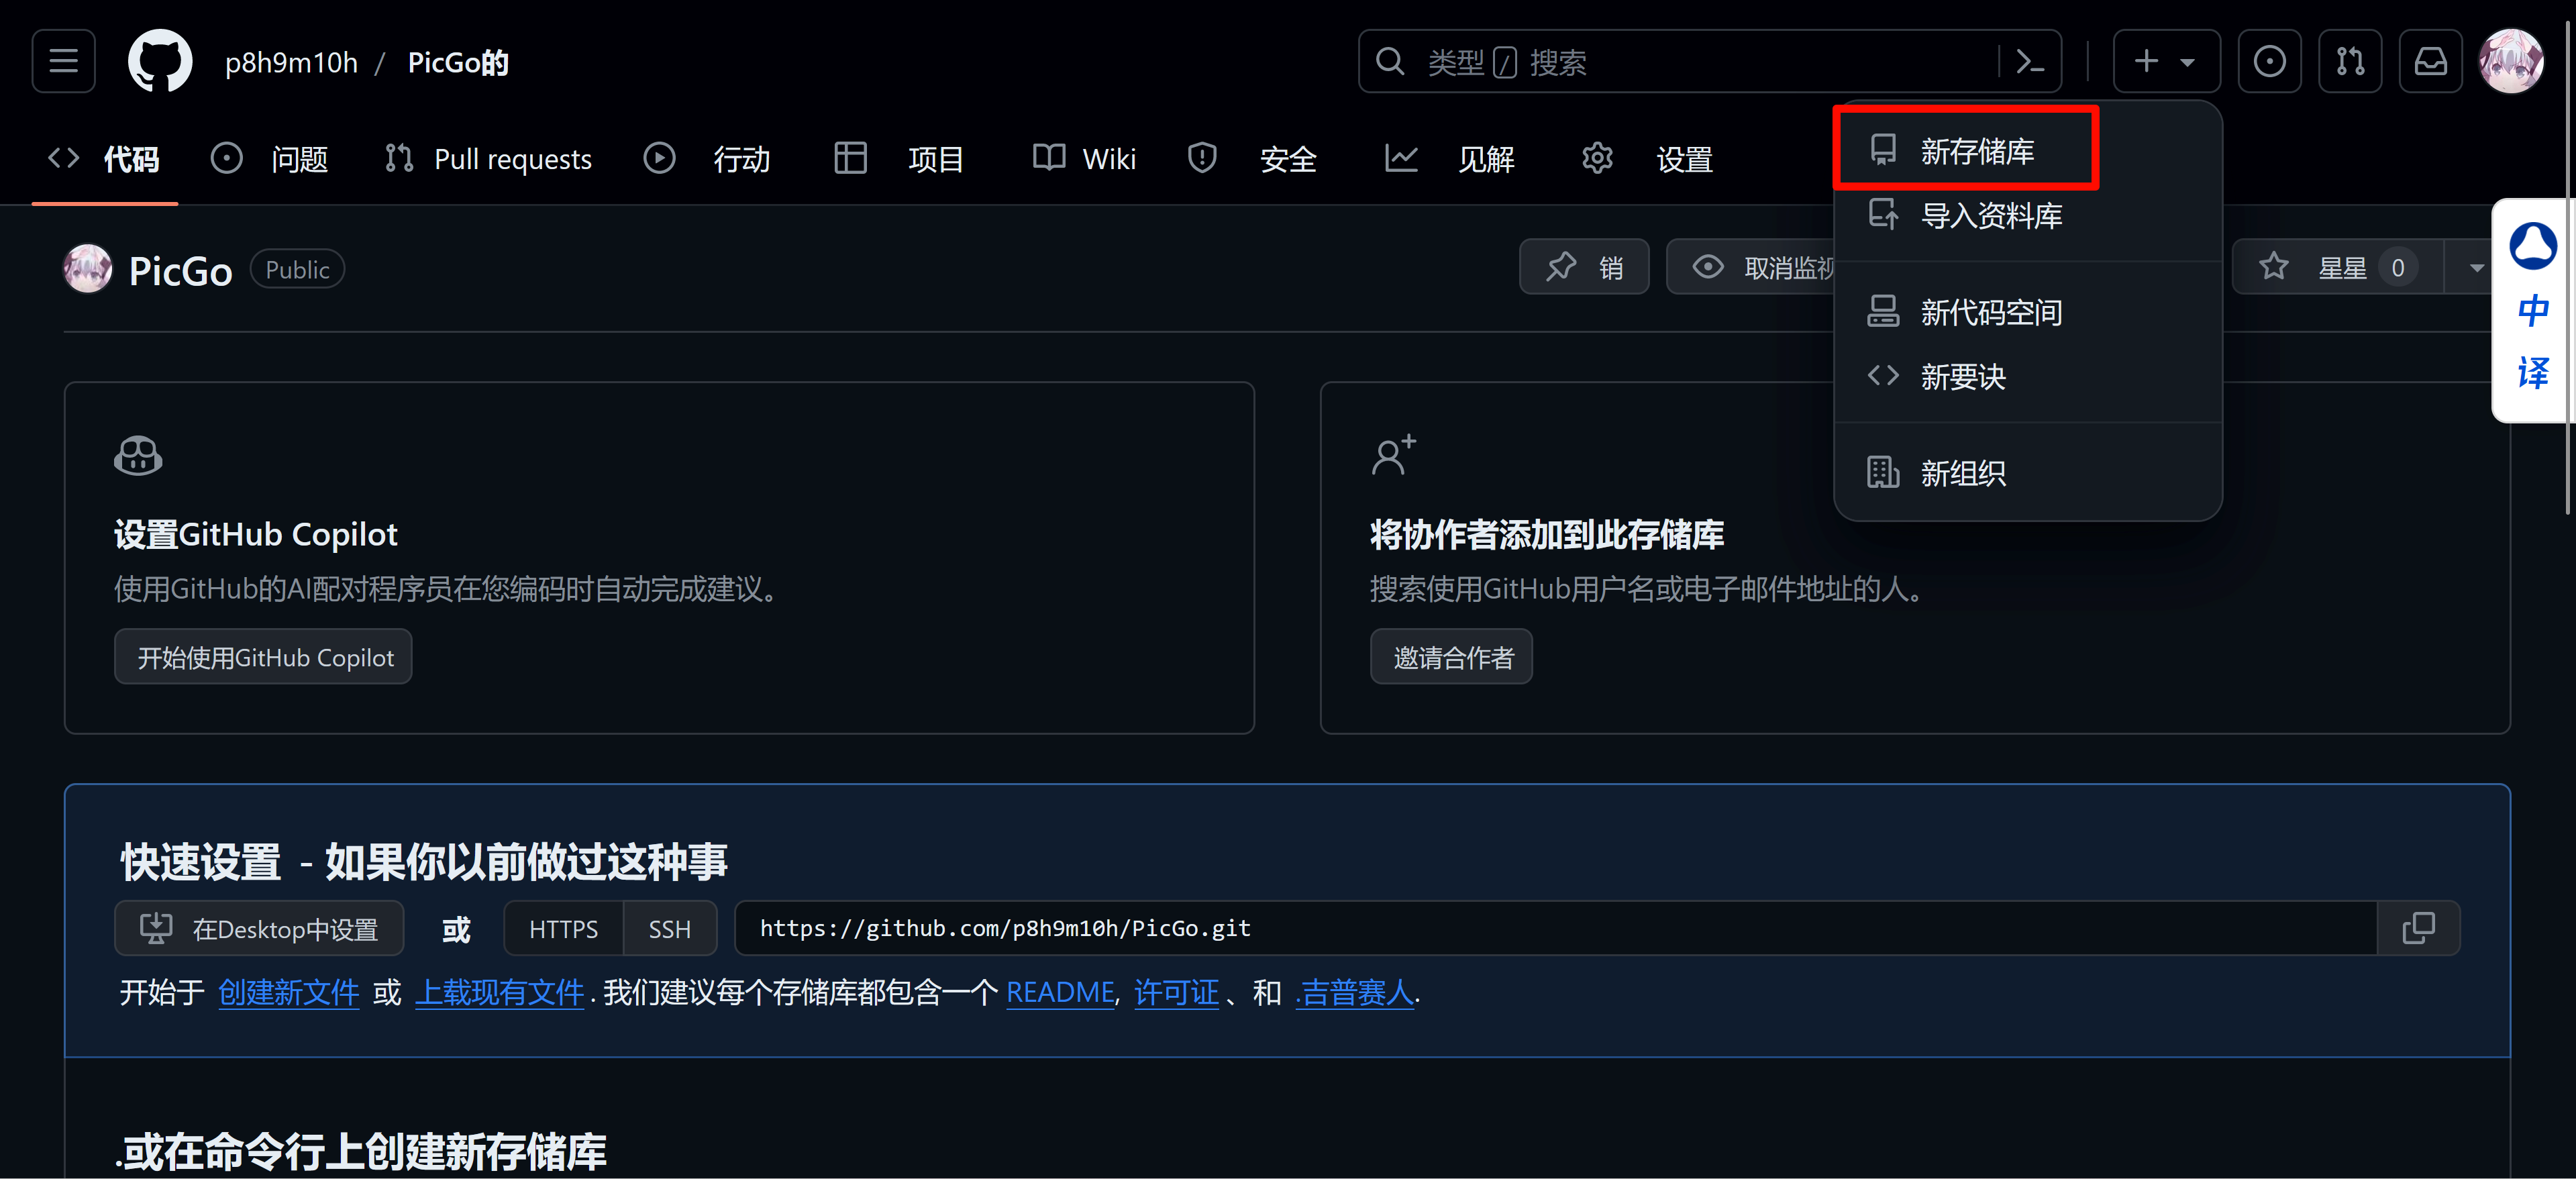 p8h9m10h / PicGo的
类型 / 搜索
代码 问题 Pull requests 行动 项目 Wiki 安全 见解 设置
新存储库
导入资料库
新代码空间
新要诀
新组织
PicGo Public
销 取消监视 星星 0
中
译
设置GitHub Copilot
使用GitHub的AI配对程序员在您编码时自动完成建议。
开始使用GitHub Copilot
将协作者添加到此存储库
搜索使用GitHub用户名或电子邮件地址的人。
邀请合作者
快速设置 - 如果你以前做过这种事
在Desktop中设置 或 HTTPS SSH https://github.com/p8h9m10h/PicGo.git
开始于 创建新文件 或 上载现有文件 . 我们建议每个存储库都包含一个 README, 许可证 、和 .吉普赛人.
.或在命令行上创建新存储库